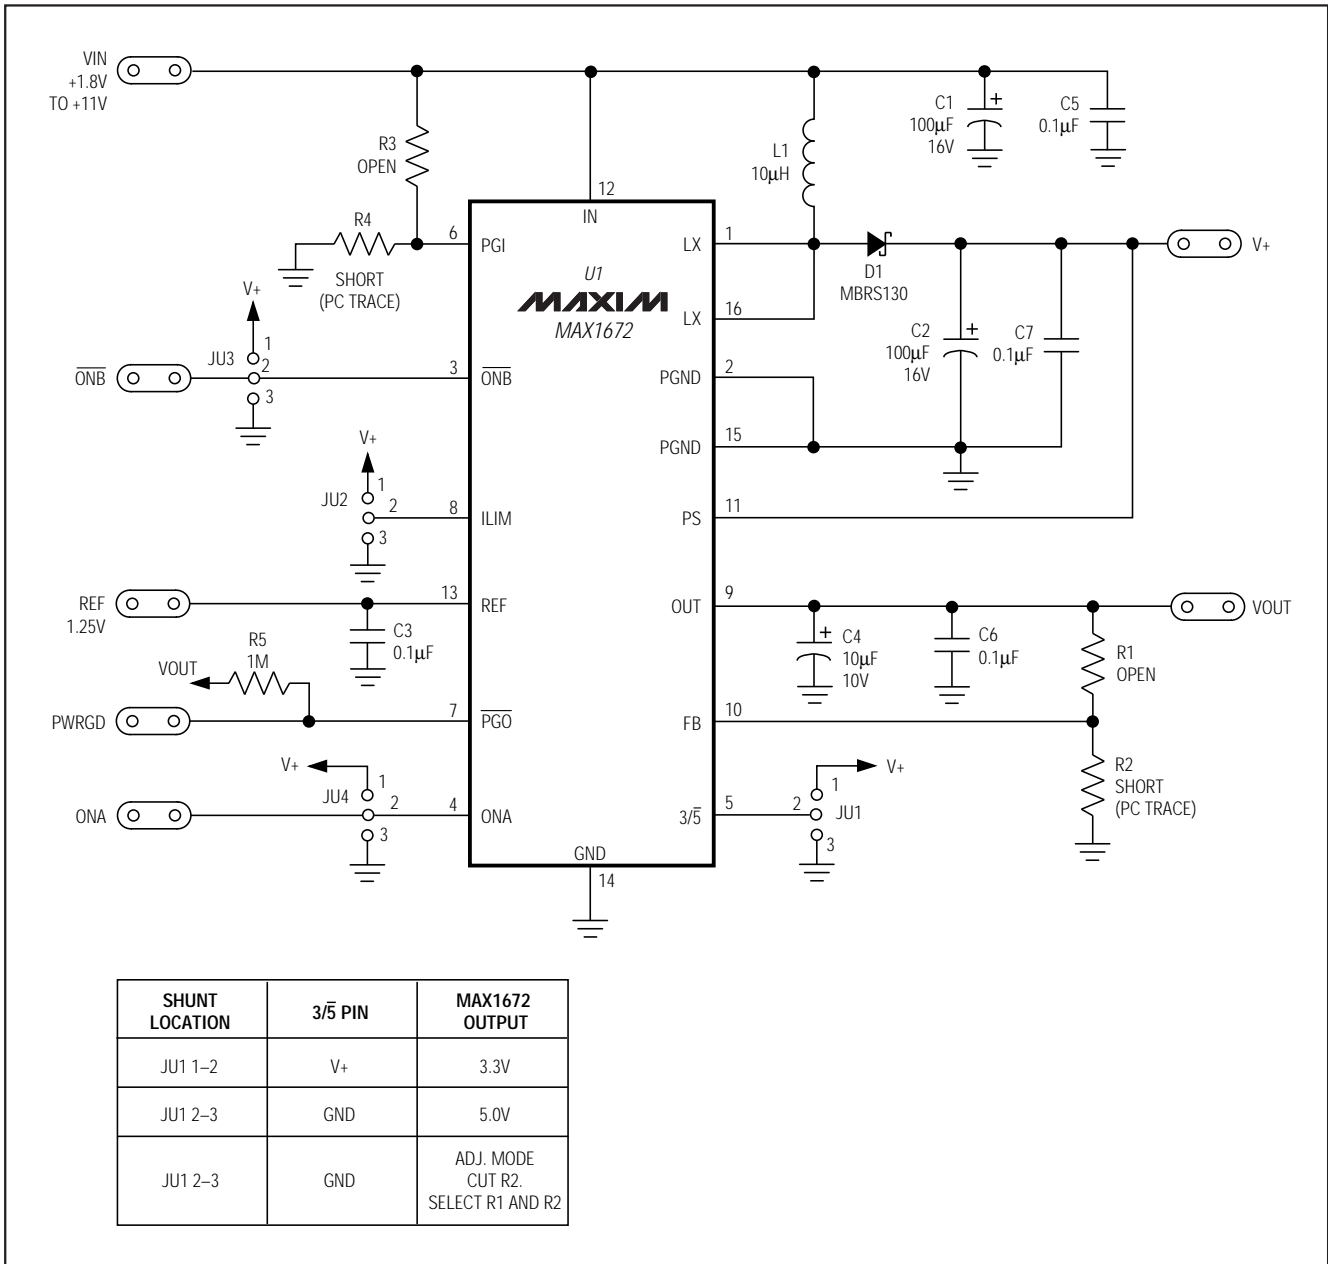 VIN
+1.8V
TO +11V
R3
OPEN
L1
10µH
C1
100µF
16V
+
C5
0.1µF
12
IN
R4
SHORT
(PC TRACE)
6
PGI
LX
1
U1
MAXIM
MAX1672
D1
MBRS130
V+
LX
16
V+
JU3
1
2
3
ONB
3
ONB
C2
100µF
16V
+
C7
0.1µF
PGND
2
PGND
15
V+
JU2
1
2
3
8
ILIM
PS
11
REF
1.25V
13
REF
C3
0.1µF
OUT
9
VOUT
+
C4
10µF
10V
C6
0.1µF
R1
OPEN
R5
1M
VOUT
PWRGD
7
PGO
FB
10
R2
SHORT
(PC TRACE)
V+
JU4
1
2
3
ONA
4
ONA
3/5
5
V+
JU1
1
2
3
GND
14
SHUNT LOCATION
3/5 PIN
MAX1672 OUTPUT
JU1 1–2
V+
3.3V
JU1 2–3
GND
5.0V
JU1 2–3
GND
ADJ. MODE
CUT R2.
SELECT R1 AND R2